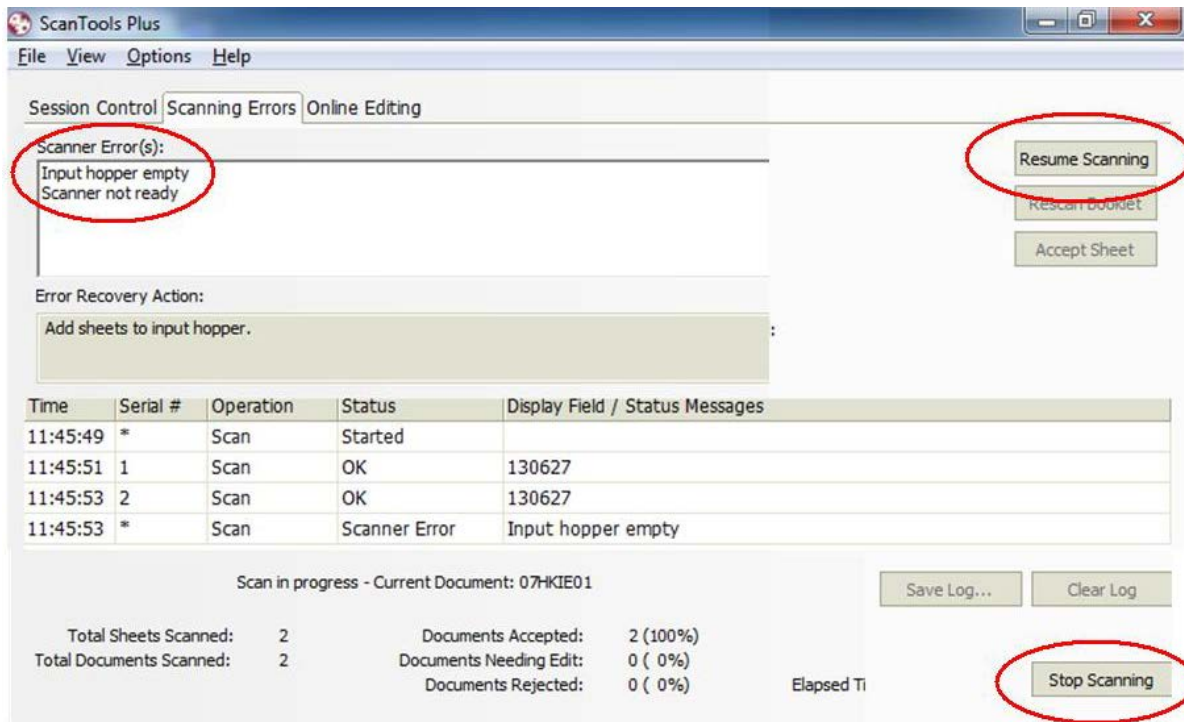 ScanTools Plus
File View Options Help
Session Control Scanning Errors Online Editing
Scanner Error(s):
Input hopper empty
Scanner not ready
Resume Scanning
Rescan Booklet
Accept Sheet
Error Recovery Action:
Add sheets to input hopper.
:
Time Serial # Operation Status Display Field / Status Messages
11:45:49 * Scan Started
11:45:51 1 Scan OK 130627
11:45:53 2 Scan OK 130627
11:45:53 * Scan Scanner Error Input hopper empty
Scan in progress - Current Document: 07HKIE01
Save Log... Clear Log
Total Sheets Scanned: 2 Documents Accepted: 2 (100%)
Total Documents Scanned: 2 Documents Needing Edit: 0 ( 0%)
Documents Rejected: 0 ( 0%) Elapsed Ti
Stop Scanning